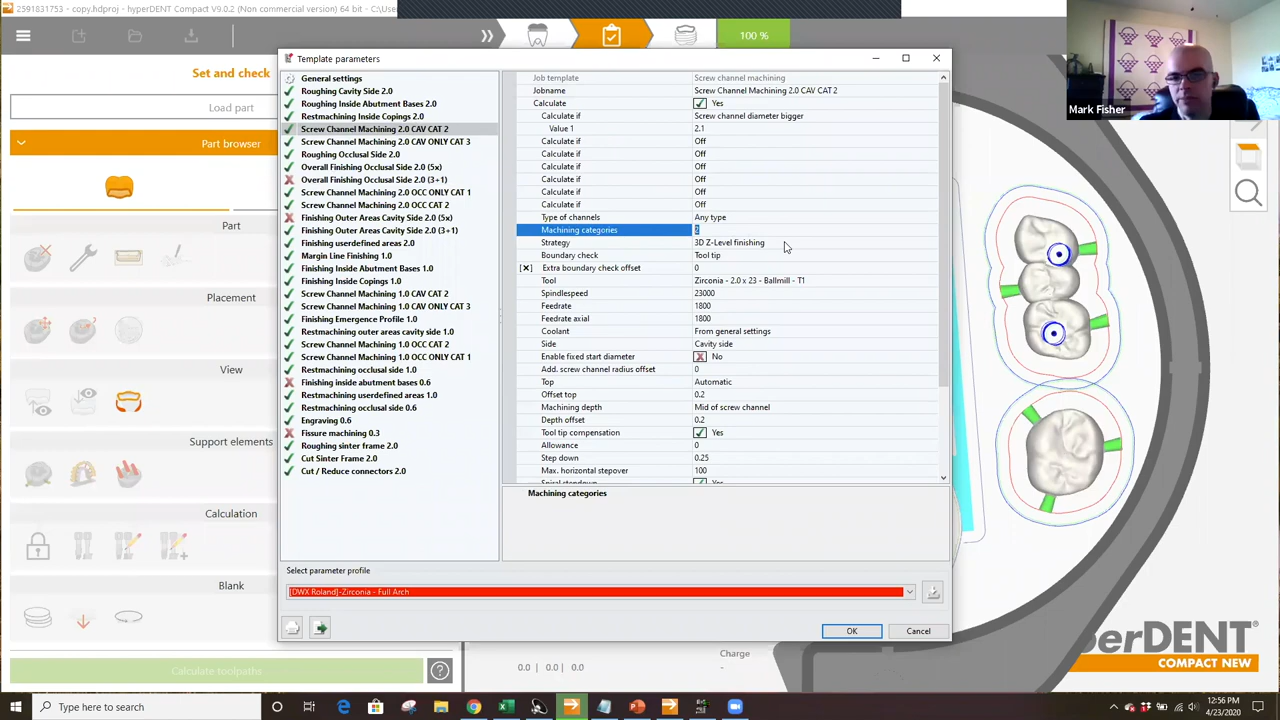 2591831753 - copy.hdproj - hyperDENT Compact V9.0.2 (Non commercial version) 64 bit - C:\Use
100 %
Mark Fisher
Set and check
Load part
Part browser
Part
Placement
View
Support elements
Calculation
Blank
Calculate toolpaths
Template parameters
General settings
Roughing Cavity Side 2.0
Roughing Inside Abutment Bases 2.0
Restmachining Inside Copings 2.0
Screw Channel Machining 2.0 CAV CAT 2
Screw Channel Machining 2.0 CAV ONLY CAT 3
Roughing Occlusal Side 2.0
Overall Finishing Occlusal Side 2.0 (5x)
Overall Finishing Occlusal Side 2.0 (3+1)
Screw Channel Machining 2.0 OCC ONLY CAT 1
Screw Channel Machining 2.0 OCC CAT 2
Finishing Outer Areas Cavity Side 2.0 (5x)
Finishing Outer Areas Cavity Side 2.0 (3+1)
Finishing userdefined areas 2.0
Margin Line Finishing 1.0
Finishing Inside Abutment Bases 1.0
Finishing Inside Copings 1.0
Screw Channel Machining 1.0 CAV CAT 2
Screw Channel Machining 1.0 CAV ONLY CAT 3
Finishing Emergence Profile 1.0
Restmachining outer areas cavity side 1.0
Screw Channel Machining 1.0 OCC CAT 2
Screw Channel Machining 1.0 OCC ONLY CAT 1
Restmachining occlusal side 1.0
Finishing inside abutment bases 0.6
Restmachining userdefined areas 1.0
Restmachining occlusal side 0.6
Engraving 0.6
Fissure machining 0.3
Roughing sinter frame 2.0
Cut Sinter Frame 2.0
Cut / Reduce connectors 2.0
Job template Screw channel machining
Jobname Screw Channel Machining 2.0 CAV CAT 2
Calculate Yes
Calculate if Screw channel diameter bigger
Value 1 2,1
Calculate if Off
Calculate if Off
Calculate if Off
Calculate if Off
Calculate if Off
Calculate if Off
Type of channels Any type
Machining categories 2
Strategy 3D Z-Level finishing
Boundary check Tool tip
[X] Extra boundary check offset 0
Tool Zirconia - 2.0 x 23 - Ballmill - T1
Spindlespeed 23000
Feedrate 1800
Feedrate axial 1800
Coolant From general settings
Side Cavity side
Enable fixed start diameter No
Add. screw channel radius offset 0
Top Automatic
Offset top 0.2
Machining depth Mid of screw channel
Depth offset 0.2
Tool tip compensation Yes
Allowance 0
Step down 0.25
Max. horizontal stepover 100
Spiral stepdown Yes
Machining categories
Select parameter profile
[DWX Roland]-Zirconia - Full Arch
OK Cancel
0.0 | 0.0 | 0.0
Charge
-
erDENT®
COMPACT NEW
Type here to search
12:56 PM
4/23/2020